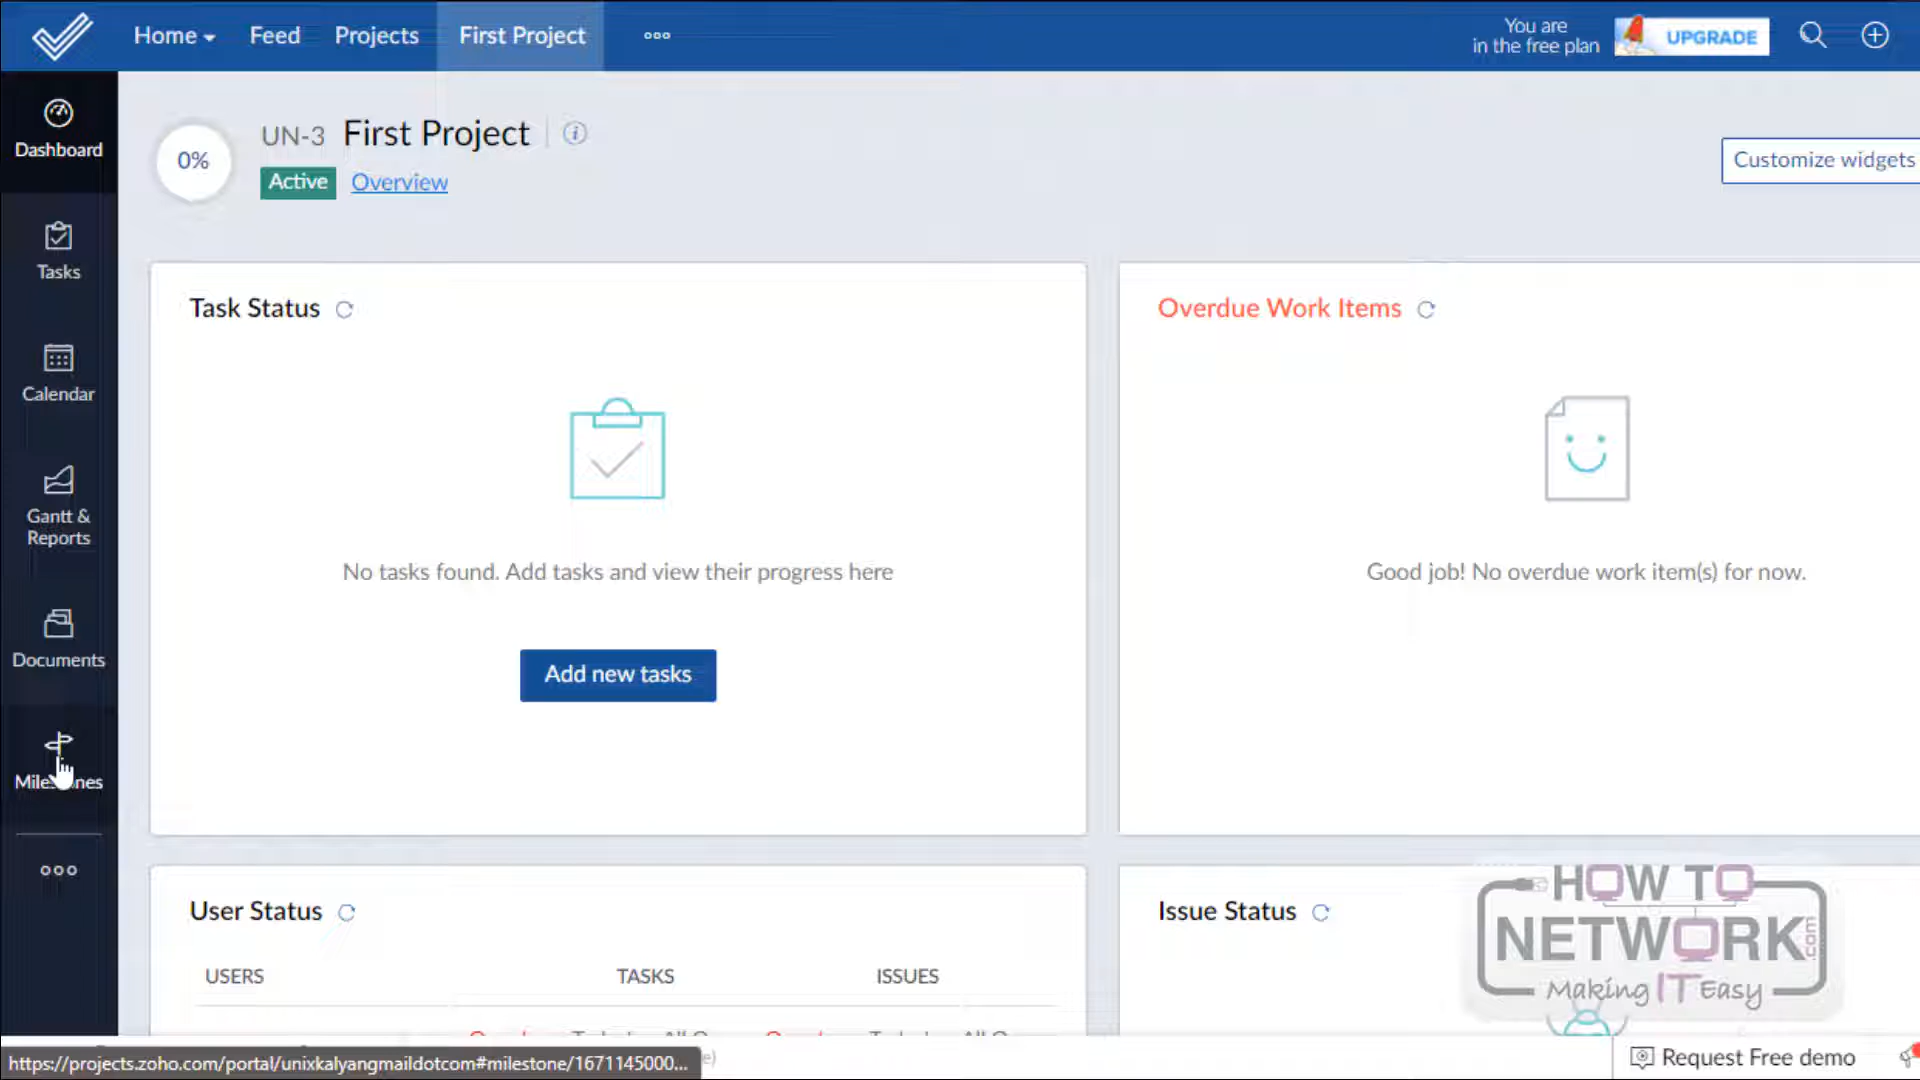 Home
Feed
Projects
First Project
You are
in the free plan
UPGRADE
Dashboard
0%
UN-3 First Project
Active
Overview
Customize widgets
Tasks
Task Status
Overdue Work Items
Calendar
Gantt &
Reports
No tasks found. Add tasks and view their progress here
Good job! No overdue work item(s) for now.
Documents
Add new tasks
Milestones
User Status
Issue Status
USERS
TASKS
ISSUES
HOW TO
NETWORK.com
Making IT Easy
https://projects.zoho.com/portal/unixkalyangmaildotcom#milestone/1671145000...
Request Free demo